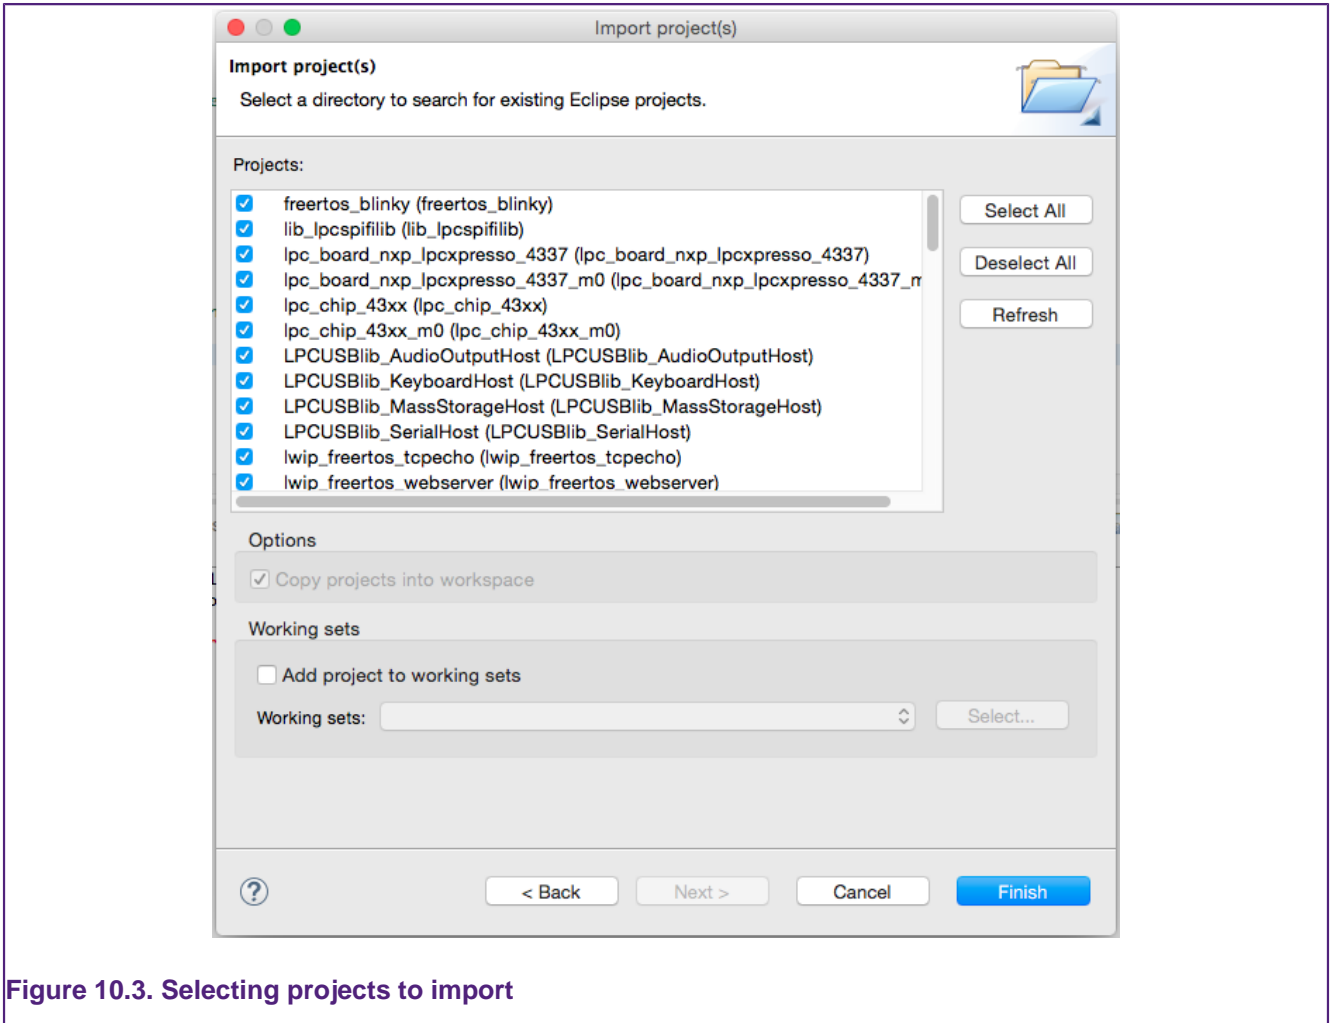 Import project(s)
Import project(s)
Select a directory to search for existing Eclipse projects.
Projects:
freertos_blinky (freertos_blinky)
lib_lpcspifilib (lib_lpcspifilib)
lpc_board_nxp_lpcxpresso_4337 (lpc_board_nxp_lpcxpresso_4337)
lpc_board_nxp_lpcxpresso_4337_m0 (lpc_board_nxp_lpcxpresso_4337_m
lpc_chip_43xx (lpc_chip_43xx)
lpc_chip_43xx_m0 (lpc_chip_43xx_m0)
LPCUSBlib_AudioOutputHost (LPCUSBlib_AudioOutputHost)
LPCUSBlib_KeyboardHost (LPCUSBlib_KeyboardHost)
LPCUSBlib_MassStorageHost (LPCUSBlib_MassStorageHost)
LPCUSBlib_SerialHost (LPCUSBlib_SerialHost)
lwip_freertos_tcpecho (lwip_freertos_tcpecho)
lwip_freertos_webserver (lwip_freertos_webserver)
Select All
Deselect All
Refresh
Options
Copy projects into workspace
Working sets
Add project to working sets
Working sets:
Select...
?
< Back
Next >
Cancel
Finish
Figure 10.3. Selecting projects to import